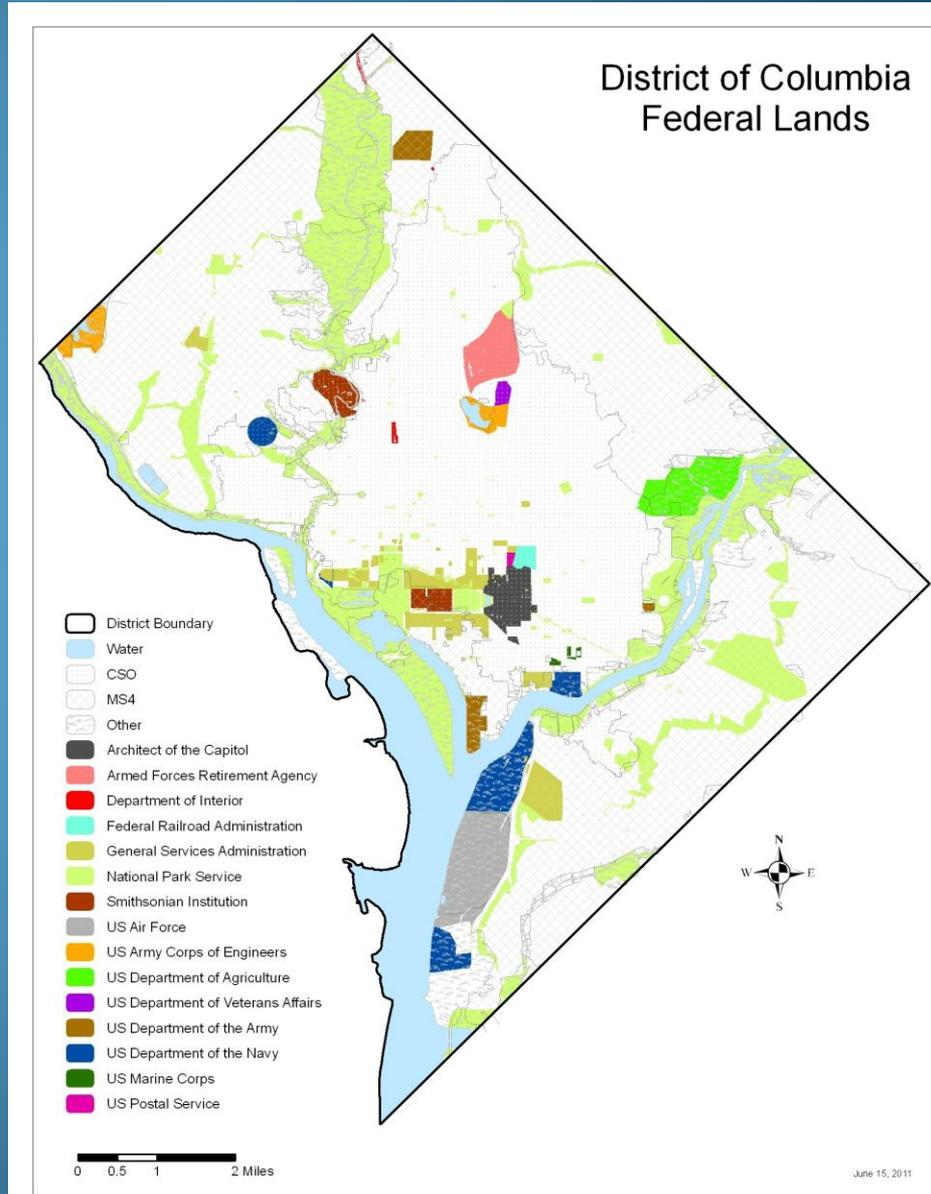 District of Columbia
Federal Lands
District Boundary
Water
CSO
MS4
Other
Architect of the Capitol
Armed Forces Retirement Agency
Department of Interior
Federal Railroad Administration
General Services Administration
National Park Service
Smithsonian Institution
US Air Force
US Army Corps of Engineers
US Department of Agriculture
US Department of Veterans Affairs
US Department of the Army
US Department of the Navy
US Marine Corps
US Postal Service
N
W E
S
0 0.5 1 2 Miles
June 15, 2011